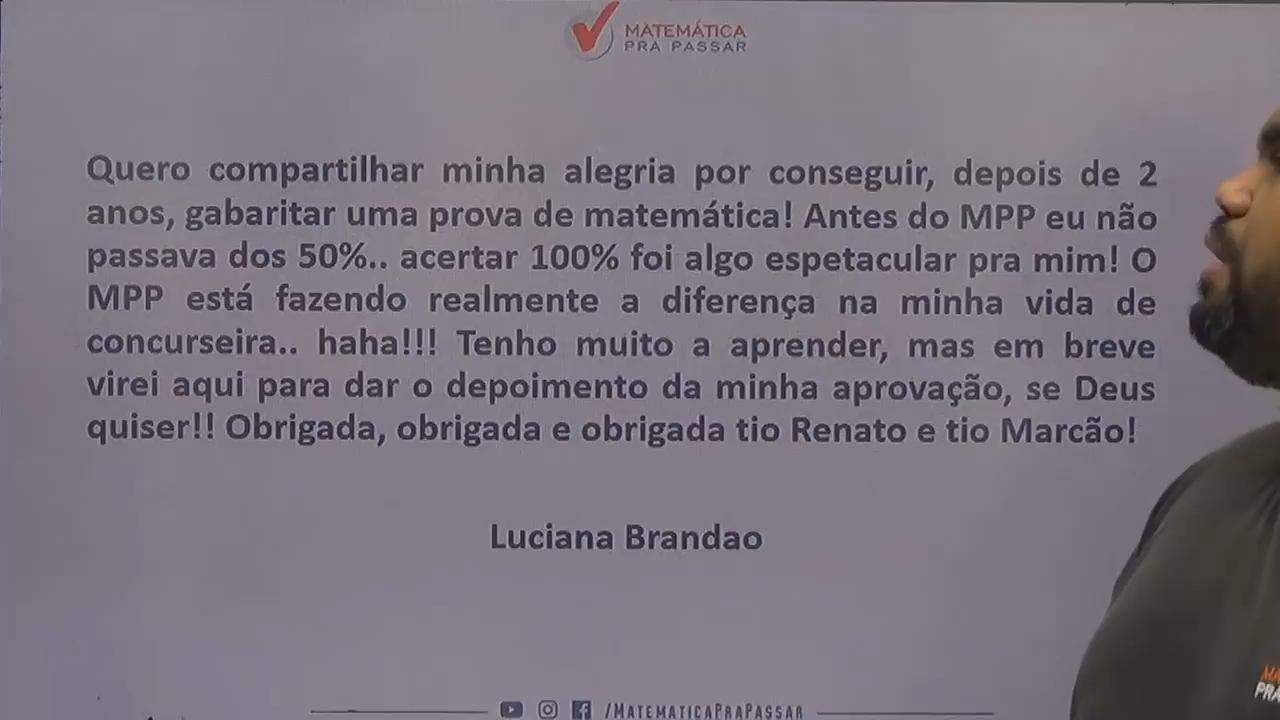 MATEMÁTICA
PRA PASSAR
Quero compartilhar minha alegria por conseguir, depois de 2
anos, gabaritar uma prova de matemática! Antes do MPP eu não
passava dos 50%.. acertar 100% foi algo espetacular pra mim! O
MPP está fazendo realmente a diferença na minha vida de
concurseira.. haha!!! Tenho muito a aprender, mas em breve
virei aqui para dar o depoimento da minha aprovação, se Deus
quiser!! Obrigada, obrigada e obrigada tio Renato e tio Marcão!
Luciana Brandao
/MATEMATICAPRAPASSAR